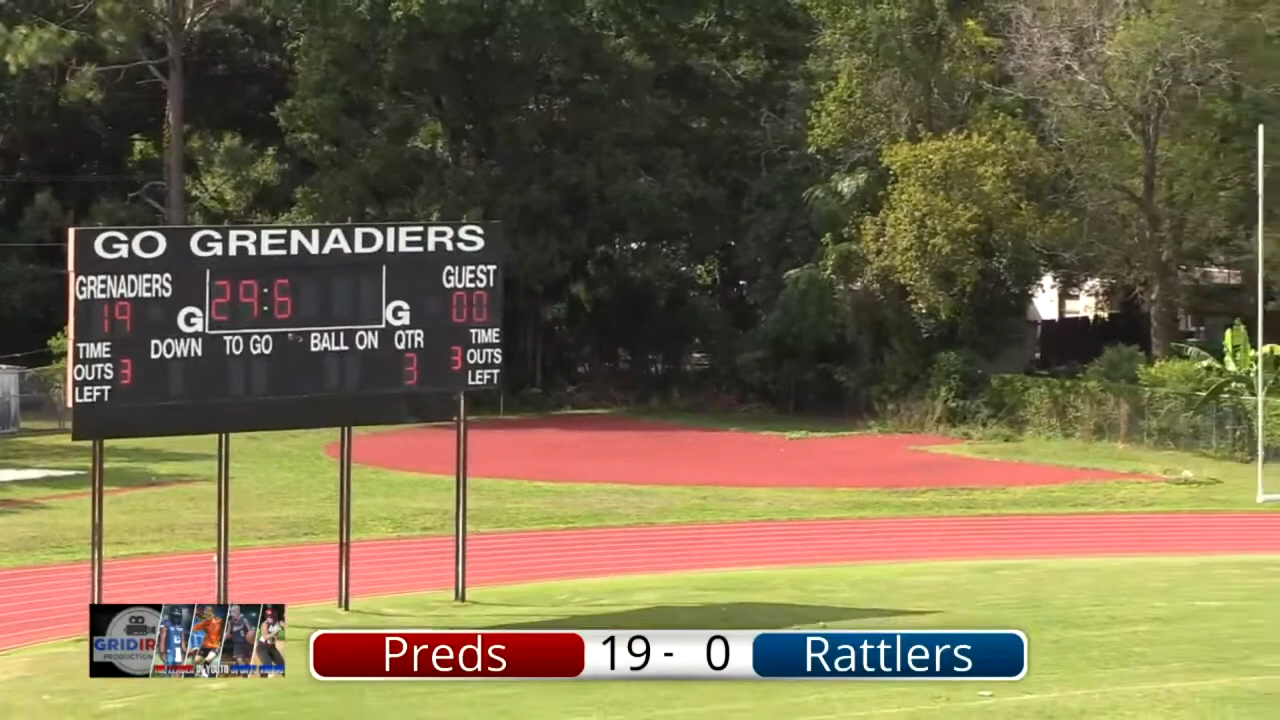 GO GRENADIERS
GRENADIERS
19
29:6
GUEST
00
G
G
DOWN TO GO BALL ON QTR
3
TIME
OUTS 3
LEFT
TIME
3 OUTS
LEFT
GRIDIR
PRODUCTION
Preds 19 - 0 Rattlers